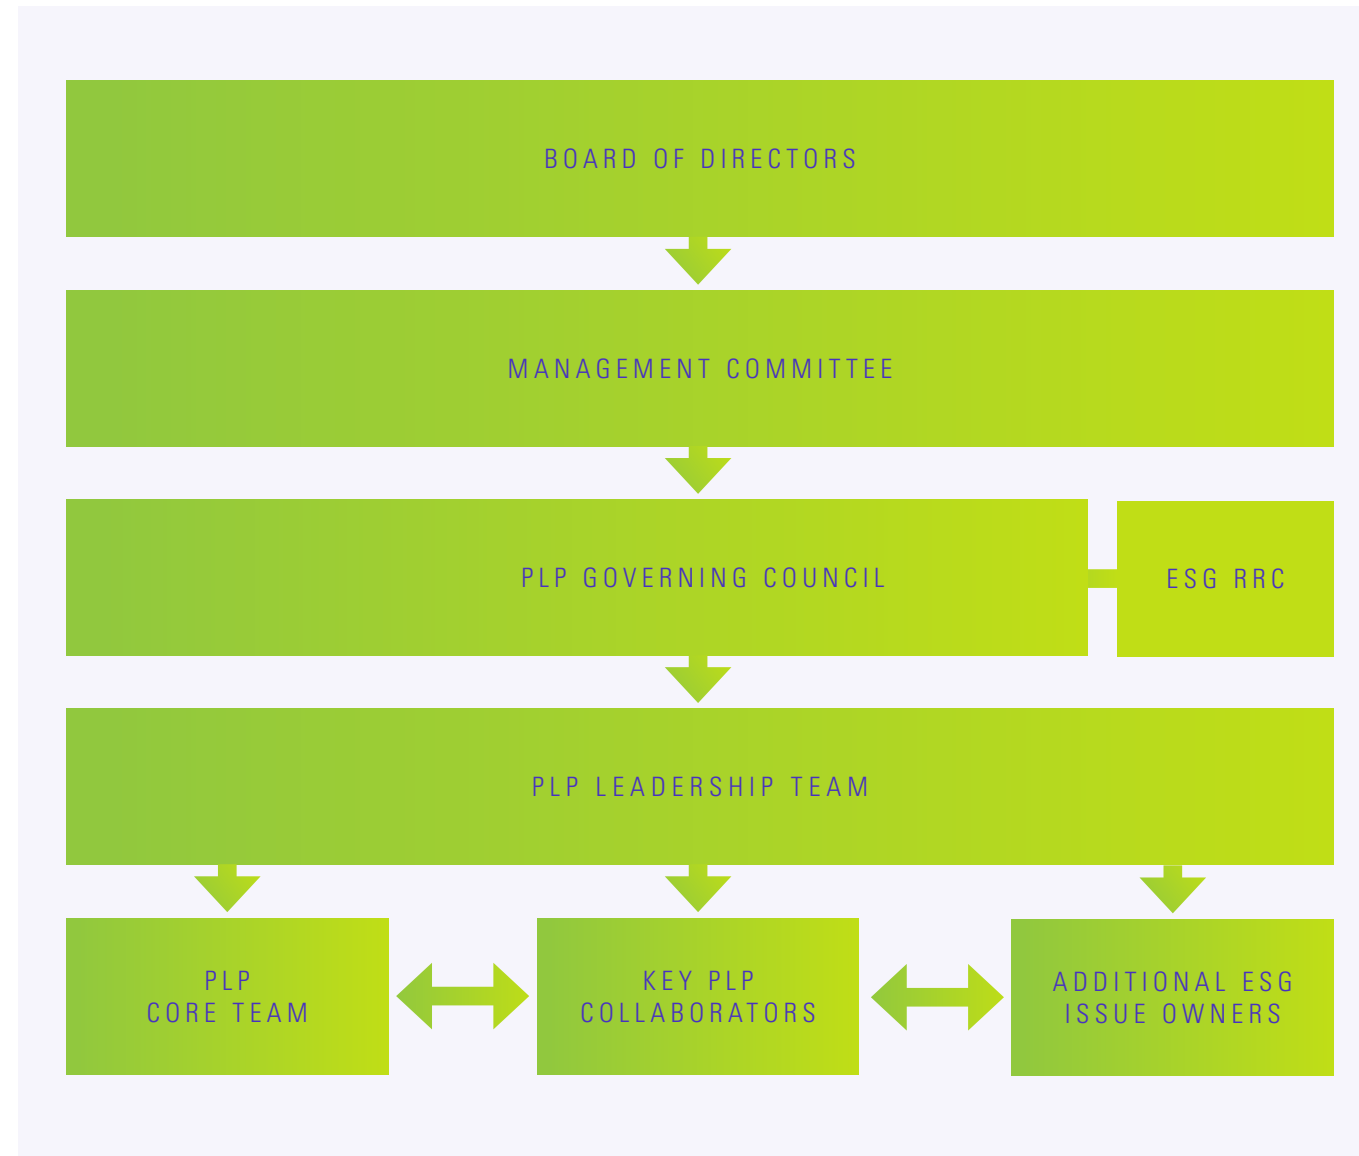 BOARD OF DIRECTORS
MANAGEMENT COMMITTEE
PLP GOVERNING COUNCIL
ESG RRC
PLP LEADERSHIP TEAM
PLP
CORE TEAM
KEY PLP
COLLABORATORS
ADDITIONAL ESG
ISSUE OWNERS